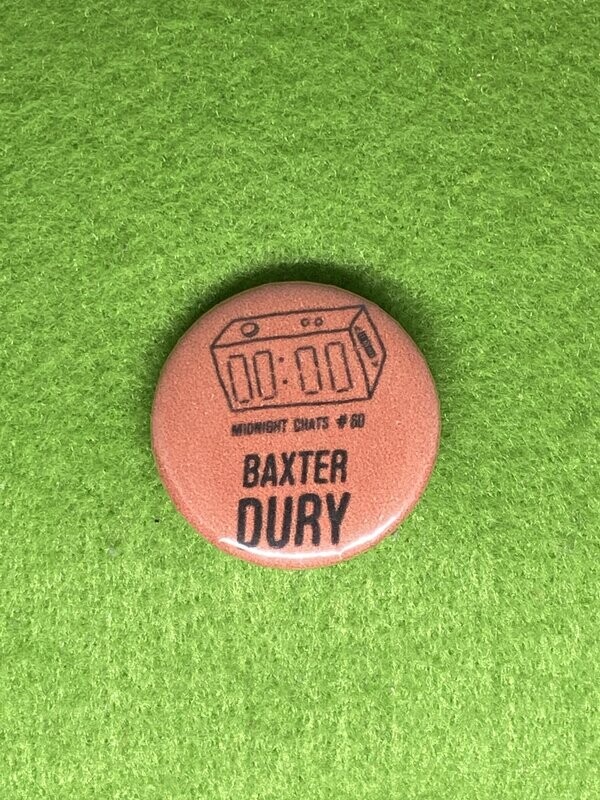 00:00
MIDNIGHT CHATS #60
BAXTER
DURY